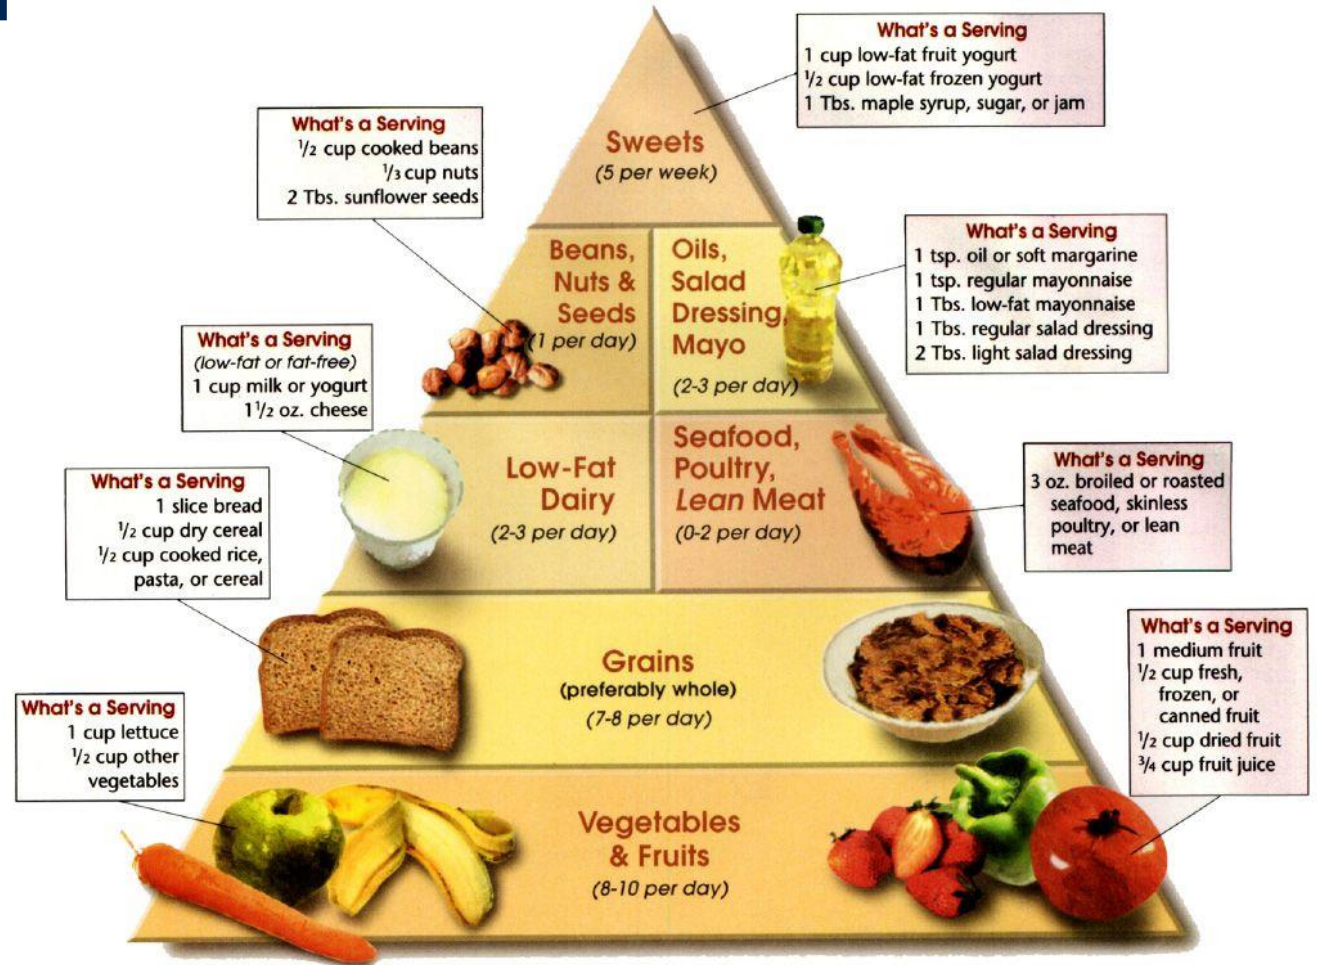 What's a Serving
1 cup low-fat fruit yogurt
1/2 cup low-fat frozen yogurt
1 Tbs. maple syrup, sugar, or jam
Sweets
(5 per week)
What's a Serving
1/2 cup cooked beans
1/3 cup nuts
2 Tbs. sunflower seeds
Beans,
Nuts &
Seeds
(1 per day)
Oils,
Salad
Dressing,
Mayo
(2-3 per day)
What's a Serving
1 tsp. oil or soft margarine
1 tsp. regular mayonnaise
1 Tbs. low-fat mayonnaise
1 Tbs. regular salad dressing
2 Tbs. light salad dressing
What's a Serving
(low-fat or fat-free)
1 cup milk or yogurt
1 1/2 oz. cheese
Low-Fat
Dairy
(2-3 per day)
Seafood,
Poultry,
Lean Meat
(0-2 per day)
What's a Serving
3 oz. broiled or roasted
seafood, skinless
poultry, or lean
meat
What's a Serving
1 slice bread
1/2 cup dry cereal
1/2 cup cooked rice,
pasta, or cereal
Grains
(preferably whole)
(7-8 per day)
What's a Serving
1 medium fruit
1/2 cup fresh,
frozen, or
canned fruit
1/2 cup dried fruit
3/4 cup fruit juice
What's a Serving
1 cup lettuce
1/2 cup other
vegetables
Vegetables
& Fruits
(8-10 per day)